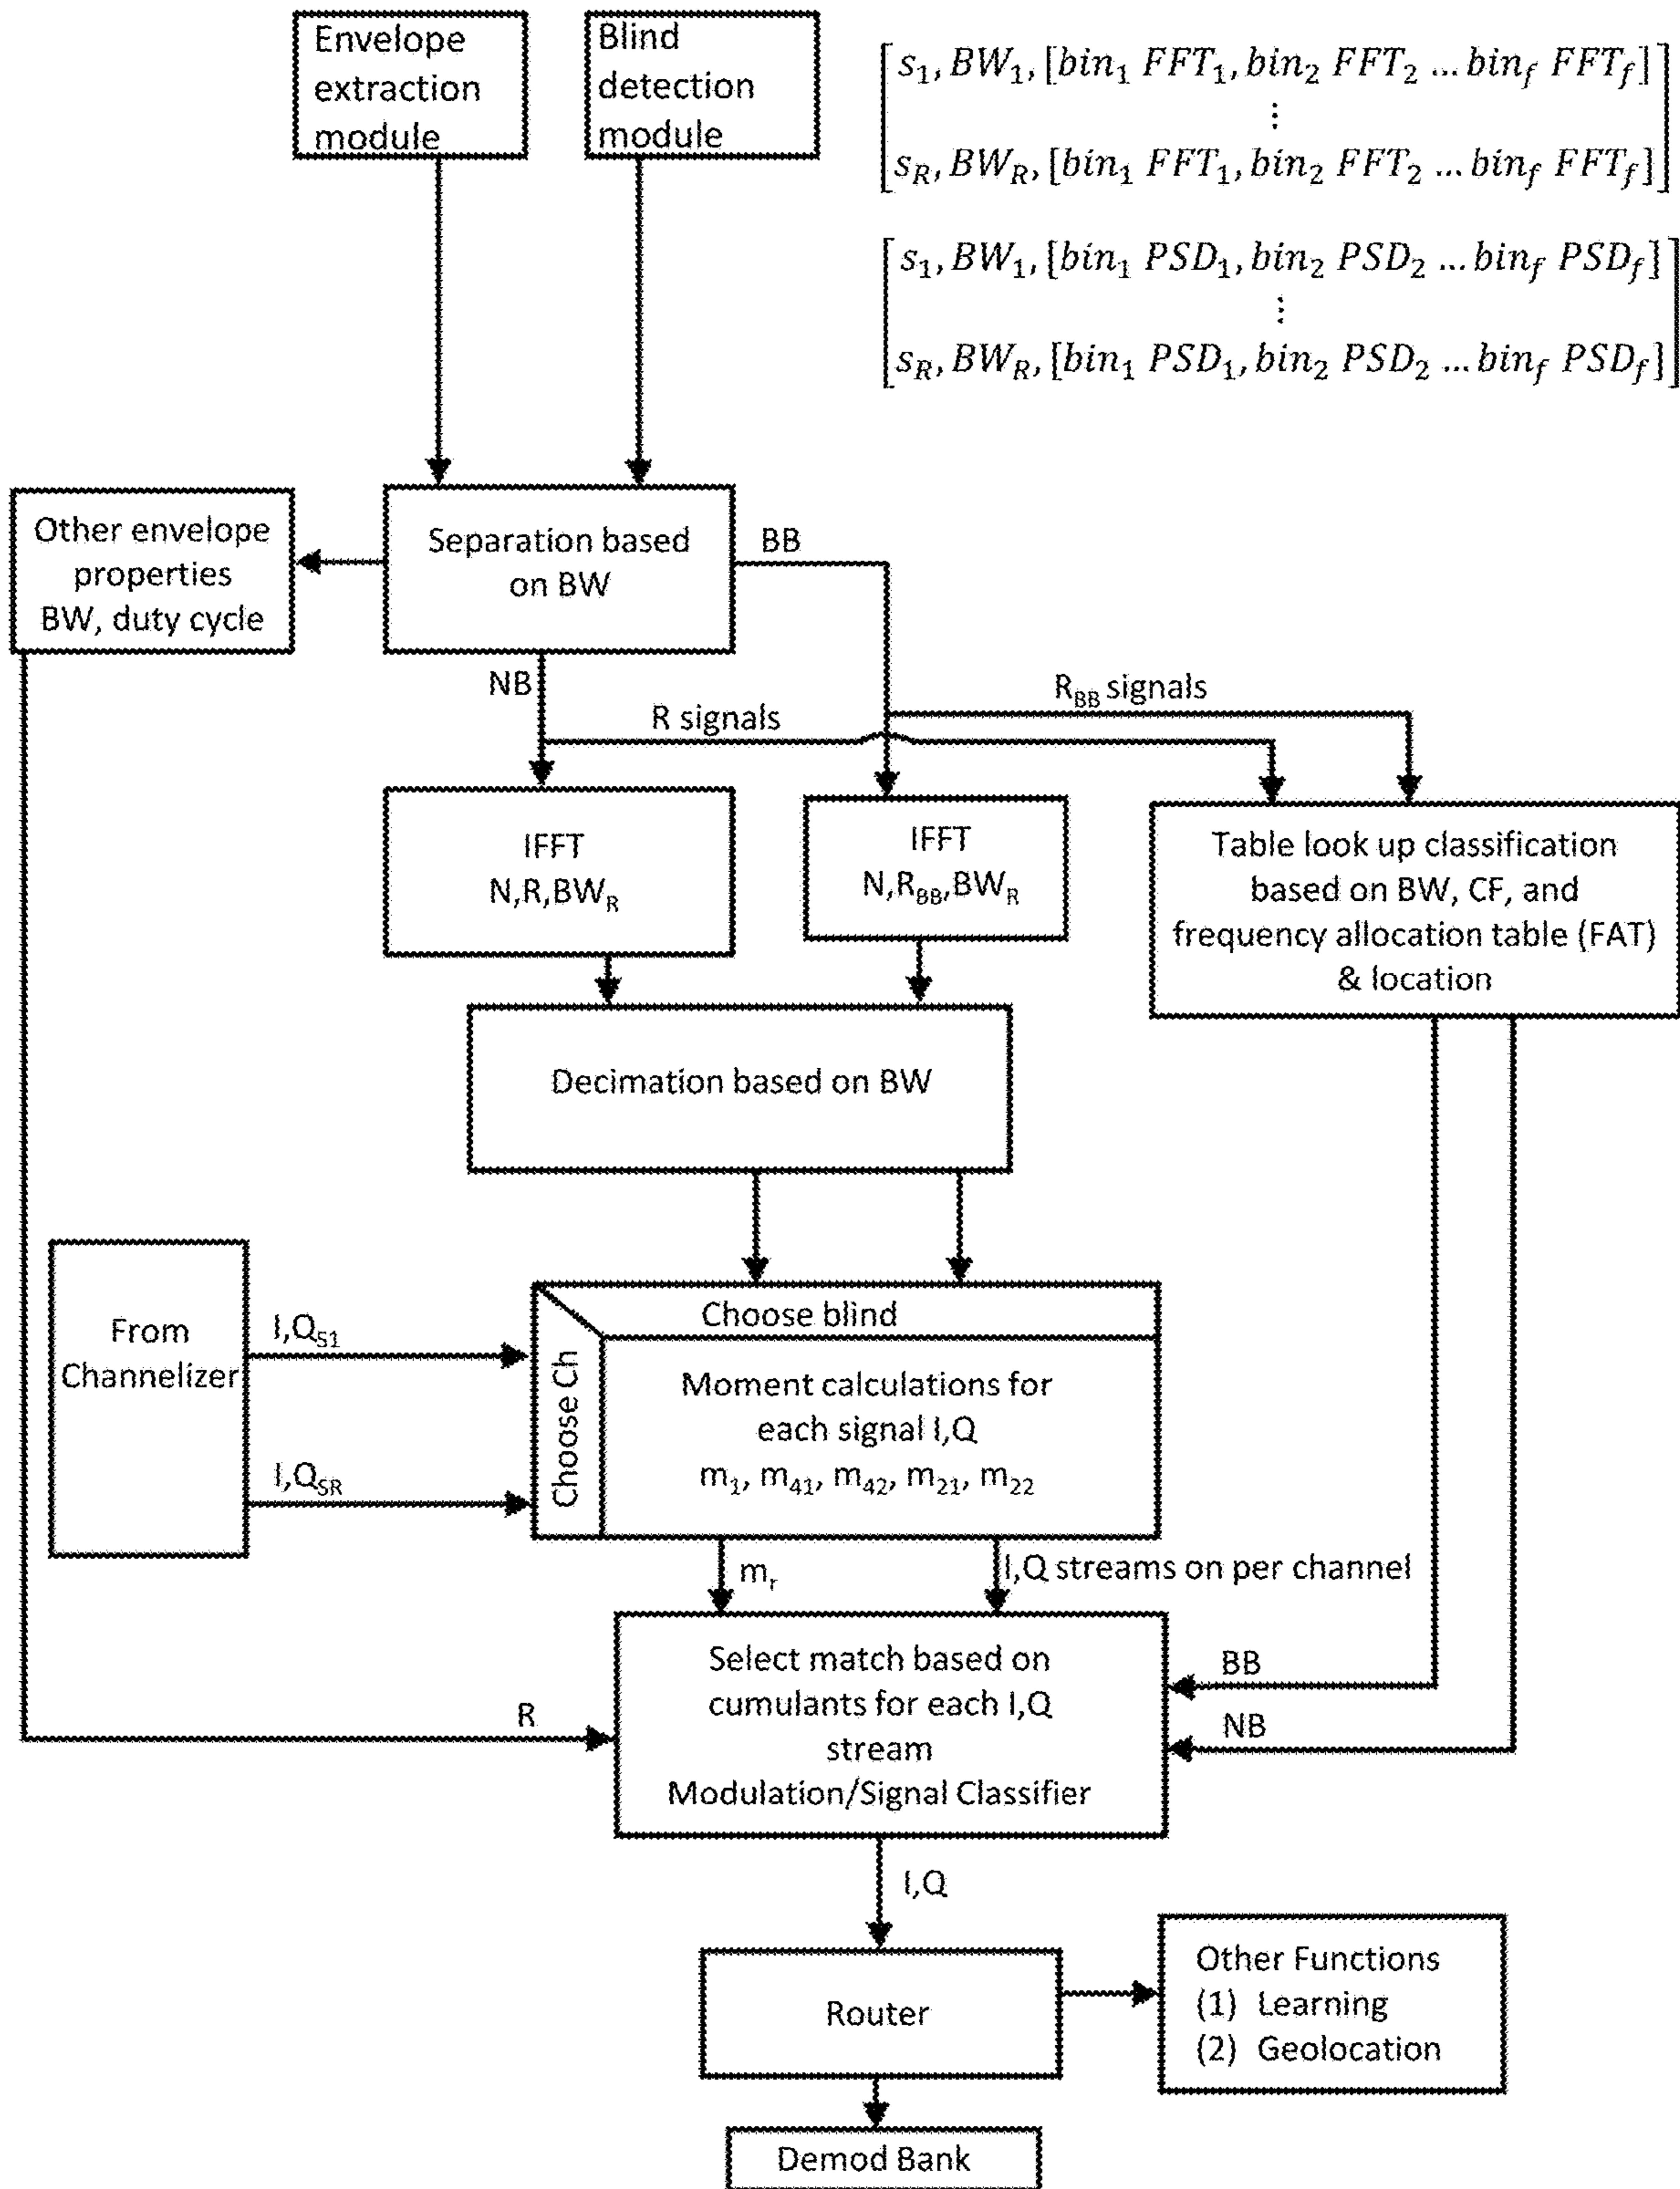 Envelope
extraction
module
Blind
detection
module
[s₁, BW₁, [bin₁ FFT₁, bin₂ FFT₂ ... bin_f FFT_f]
⋮
s_R, BW_R, [bin₁ FFT₁, bin₂ FFT₂ ... bin_f FFT_f]]
[s₁, BW₁, [bin₁ PSD₁, bin₂ PSD₂ ... bin_f PSD_f]
⋮
s_R, BW_R, [bin₁ PSD₁, bin₂ PSD₂ ... bin_f PSD_f]]
Other envelope
properties
BW, duty cycle
Separation based
on BW
BB
NB
R signals
R_BB signals
IFFT
N,R,BW_R
IFFT
N,R_BB,BW_R
Table look up classification
based on BW, CF, and
frequency allocation table (FAT)
& location
Decimation based on BW
From
Channelizer
I,Q_S1
I,Q_SR
Choose blind
Choose Ch
Moment calculations for
each signal I,Q
m₁, m₄₁, m₄₂, m₂₁, m₂₂
m_r
I,Q streams on per channel
Select match based on
cumulants for each I,Q
stream
Modulation/Signal Classifier
R
BB
NB
I,Q
Router
Other Functions
(1) Learning
(2) Geolocation
Demod Bank